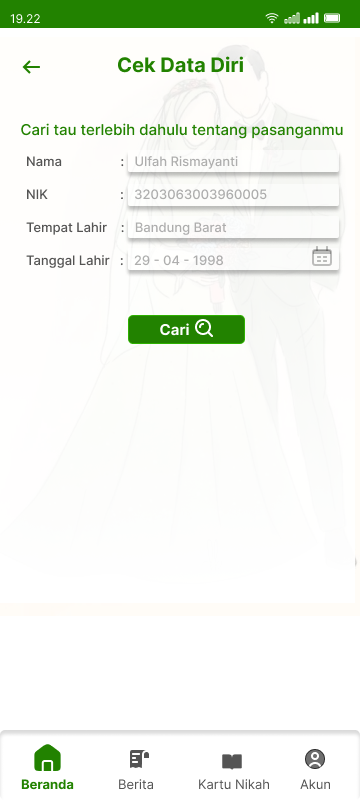 19.22
Cek Data Diri
Cari tau terlebih dahulu tentang pasanganmu
Nama : Ulfah Rismayanti
NIK : 3203063003960005
Tempat Lahir : Bandung Barat
Tanggal Lahir : 29 - 04 - 1998
Cari
Beranda Berita Kartu Nikah Akun